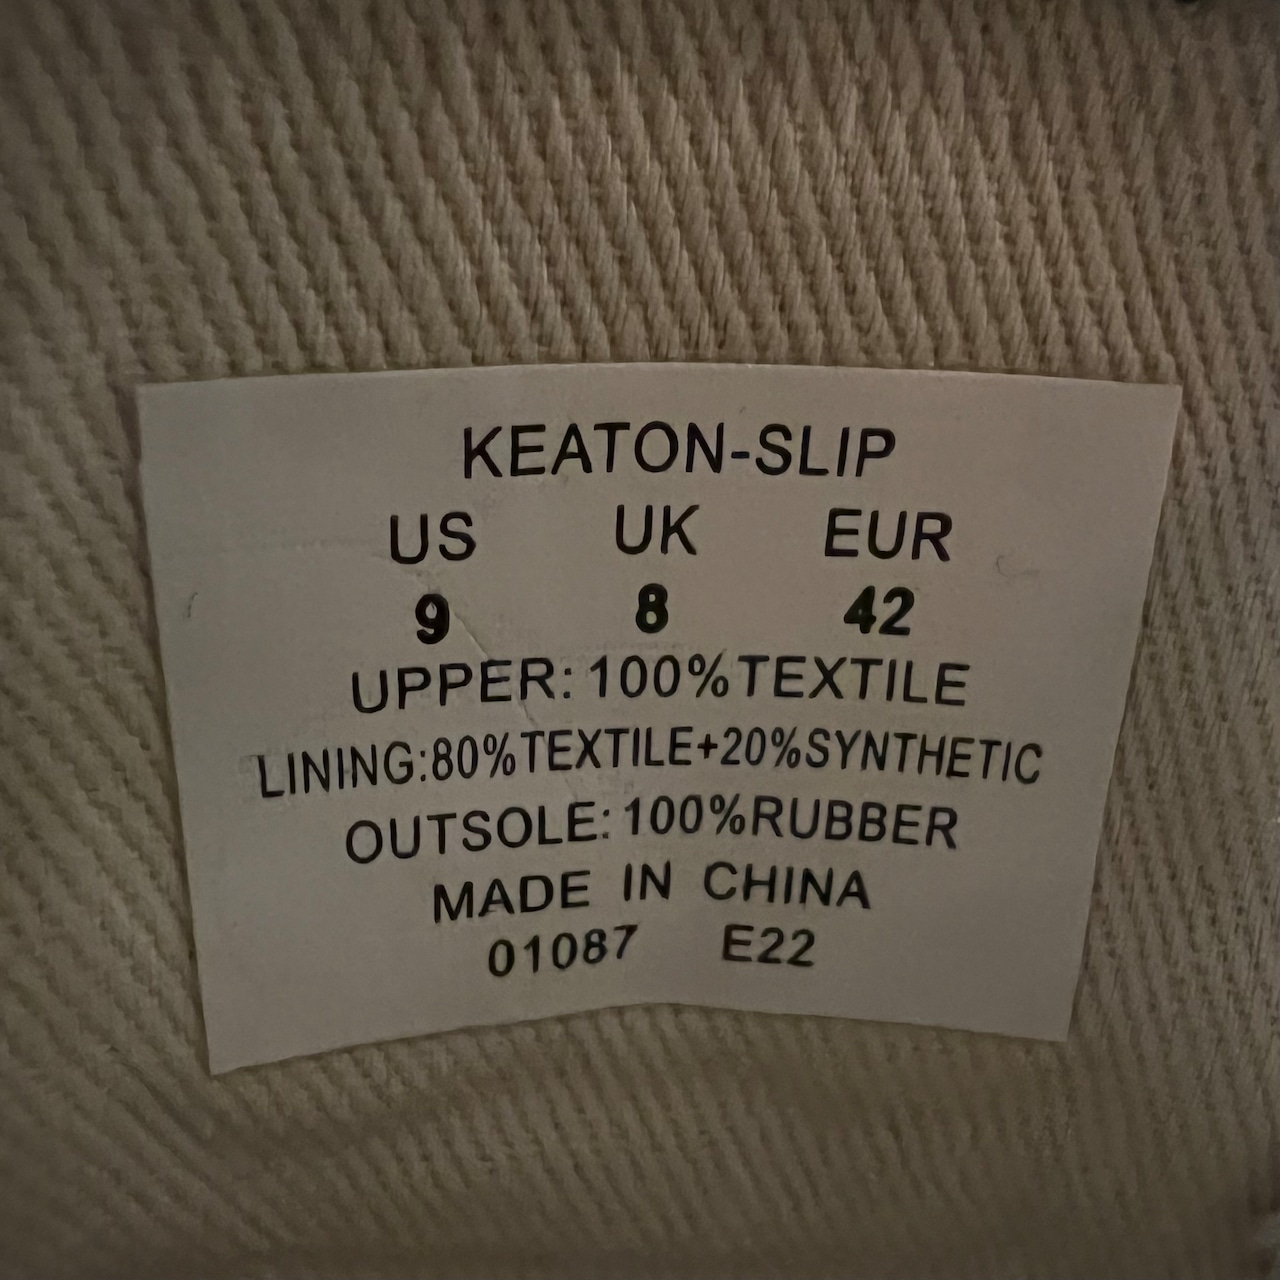 KEATON-SLIP
US UK EUR
9 8 42
UPPER: 100%TEXTILE
LINING:80%TEXTILE+20%SYNTHETIC
OUTSOLE: 100%RUBBER
MADE IN CHINA
01087 E22